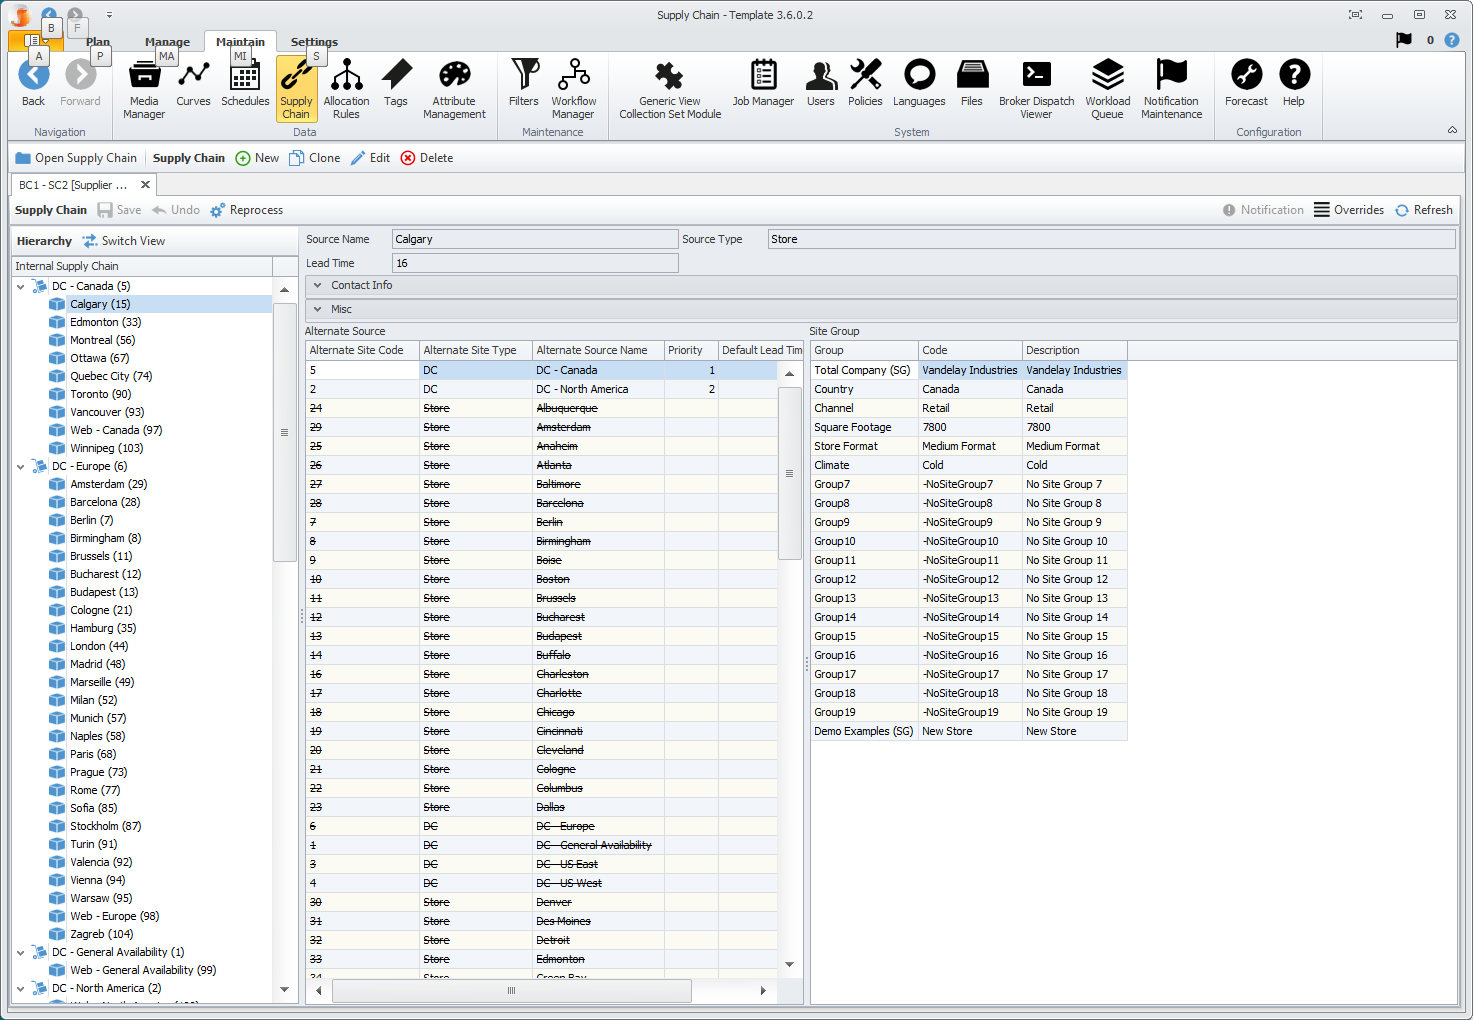 Supply Chain - Template 3.6.0.2
B F
Plan Manage Maintain Settings
0
A P MA MI S
Back
Forward
Navigation
Media Manager
Curves
Schedules
Supply Chain
Allocation Rules
Tags
Attribute Management
Data
Filters
Workflow Manager
Maintenance
Generic View Collection Set Module
Job Manager
Users
Policies
Languages
Files
Broker Dispatch Viewer
Workload Queue
Notification Maintenance
System
Forecast
Help
Configuration
Open Supply Chain Supply Chain New Clone Edit Delete
BC1 - SC2 [Supplier ...
Supply Chain Save Undo Reprocess Notification Overrides Refresh
Hierarchy Switch View
Internal Supply Chain
DC - Canada (5)
Calgary (15)
Edmonton (33)
Montreal (56)
Ottawa (67)
Quebec City (74)
Toronto (90)
Vancouver (93)
Web - Canada (97)
Winnipeg (103)
DC - Europe (6)
Amsterdam (29)
Barcelona (28)
Berlin (7)
Birmingham (8)
Brussels (11)
Bucharest (12)
Budapest (13)
Cologne (21)
Hamburg (35)
London (44)
Madrid (48)
Marseille (49)
Milan (52)
Munich (57)
Naples (58)
Paris (68)
Prague (73)
Rome (77)
Sofia (85)
Stockholm (87)
Turin (91)
Valencia (92)
Vienna (94)
Warsaw (95)
Web - Europe (98)
Zagreb (104)
DC - General Availability (1)
Web - General Availability (99)
DC - North America (2)
Source Name Calgary Source Type Store
Lead Time 16
Contact Info
Misc
Alternate Source
Alternate Site Code Alternate Site Type Alternate Source Name Priority Default Lead Tim
5 DC DC - Canada 1
2 DC DC - North America 2
24 Store Albuquerque
29 Store Amsterdam
25 Store Anaheim
26 Store Atlanta
27 Store Baltimore
28 Store Barcelona
7 Store Berlin
8 Store Birmingham
9 Store Boise
10 Store Boston
11 Store Brussels
12 Store Bucharest
13 Store Budapest
14 Store Buffalo
16 Store Charleston
17 Store Charlotte
18 Store Chicago
19 Store Cincinnati
20 Store Cleveland
21 Store Cologne
22 Store Columbus
23 Store Dallas
6 DC DC - Europe
1 DC DC - General Availability
3 DC DC - US East
4 DC DC - US West
30 Store Denver
31 Store Des Moines
32 Store Detroit
33 Store Edmonton
34 Store Green Bay
Site Group
Group Code Description
Total Company (SG) Vandelay Industries Vandelay Industries
Country Canada Canada
Channel Retail Retail
Square Footage 7800 7800
Store Format Medium Format Medium Format
Climate Cold Cold
Group7 -NoSiteGroup7 No Site Group 7
Group8 -NoSiteGroup8 No Site Group 8
Group9 -NoSiteGroup9 No Site Group 9
Group10 -NoSiteGroup10 No Site Group 10
Group11 -NoSiteGroup11 No Site Group 11
Group12 -NoSiteGroup12 No Site Group 12
Group13 -NoSiteGroup13 No Site Group 13
Group14 -NoSiteGroup14 No Site Group 14
Group15 -NoSiteGroup15 No Site Group 15
Group16 -NoSiteGroup16 No Site Group 16
Group17 -NoSiteGroup17 No Site Group 17
Group18 -NoSiteGroup18 No Site Group 18
Group19 -NoSiteGroup19 No Site Group 19
Demo Examples (SG) New Store New Store